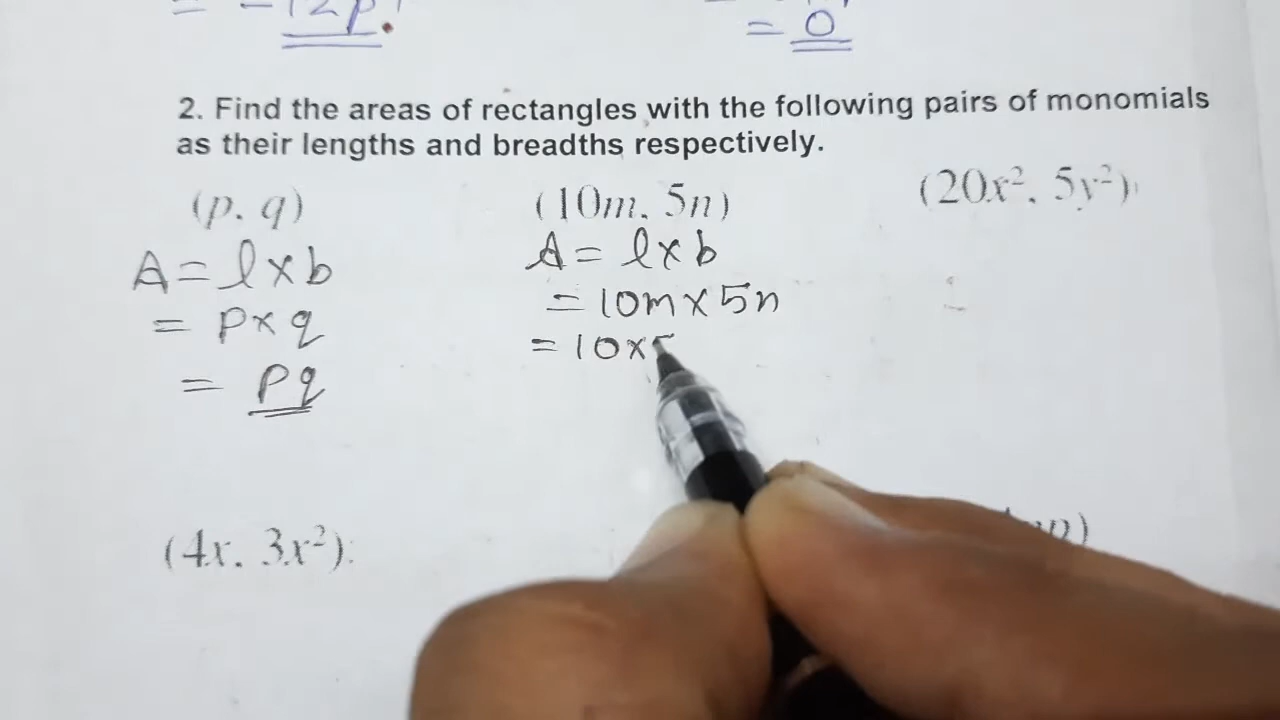 = - 12p.
= 0
2. Find the areas of rectangles with the following pairs of monomials
as their lengths and breadths respectively.
(p, q)
A = l × b
= p × q
= pq
(10m, 5n)
A = l × b
= 10m × 5n
= 10 × 5
(20x², 5y²)
(4x, 3x²);